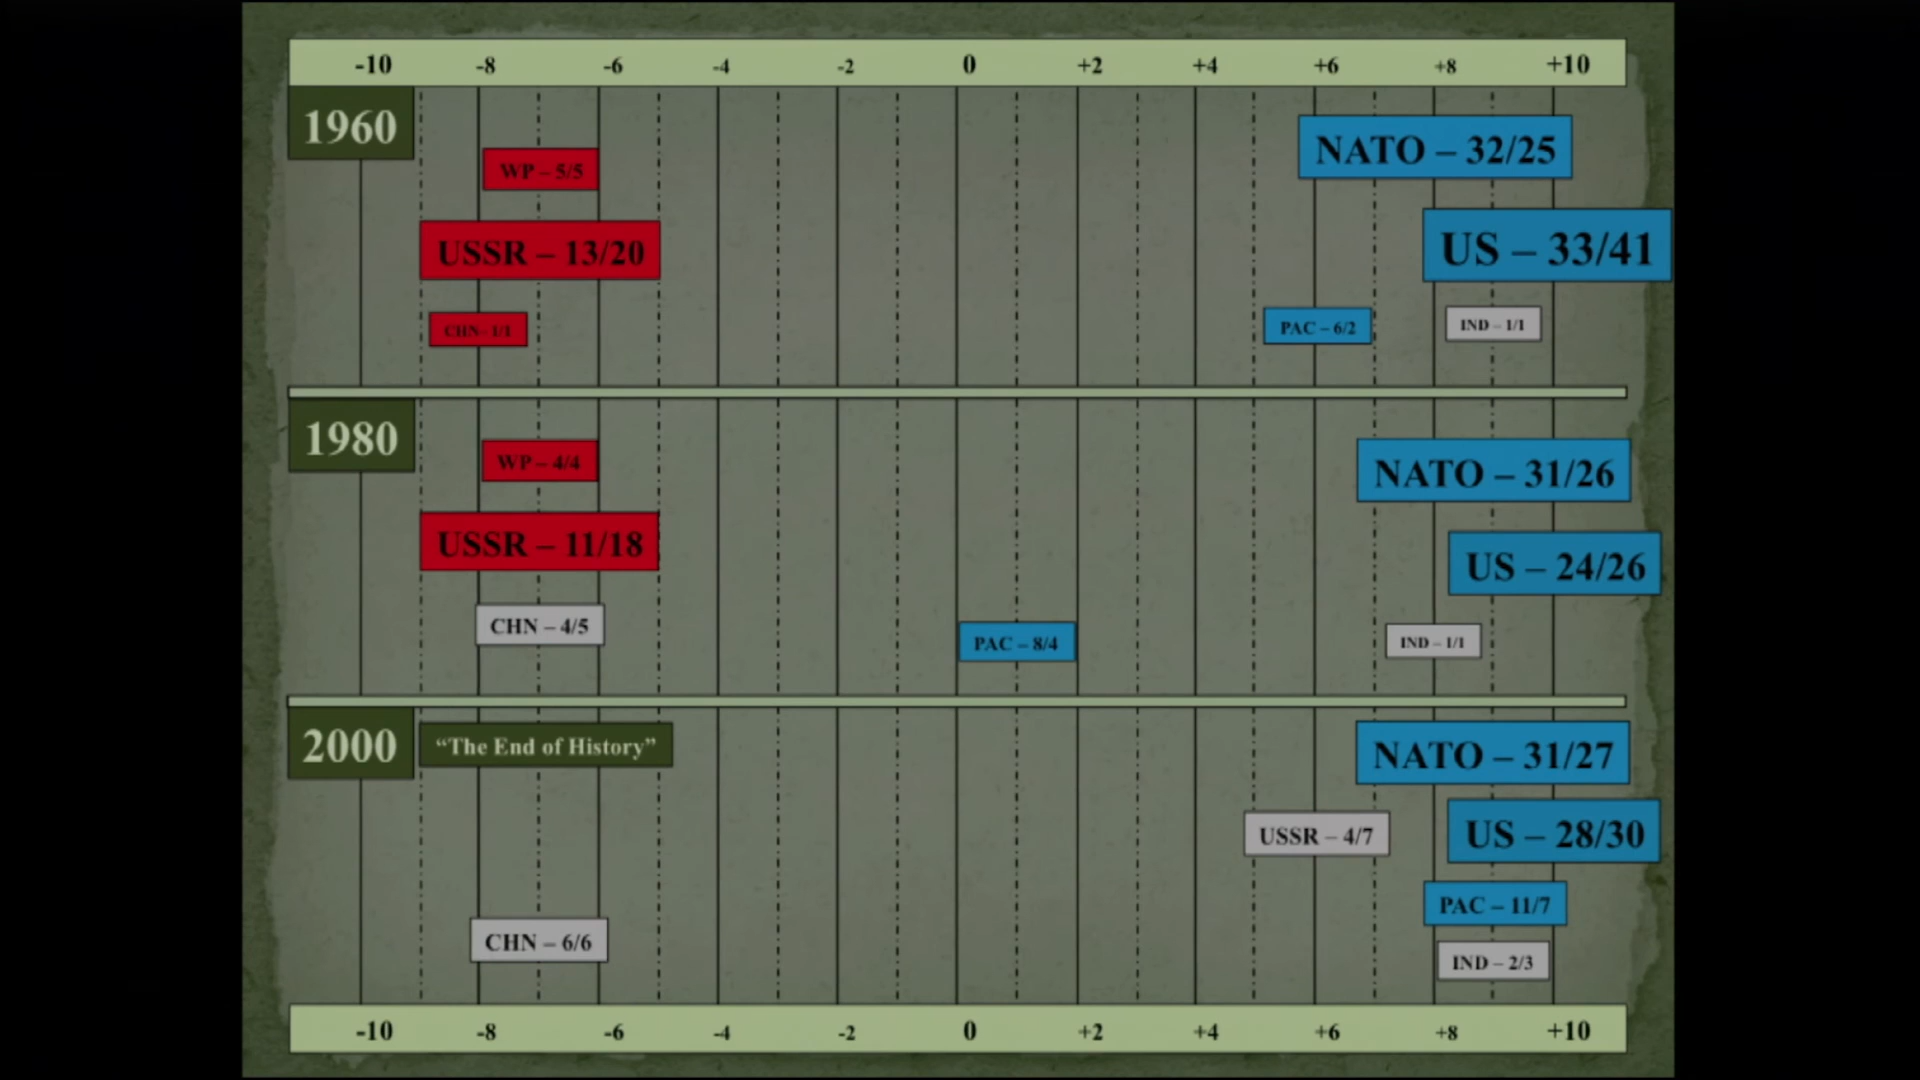 -10 -8 -6 -4 -2 0 +2 +4 +6 +8 +10
1960
NATO – 32/25
WP – 5/5
USSR – 13/20
US – 33/41
CHN– 1/1
PAC – 6/2
IND – 1/1
1980
WP – 4/4
NATO – 31/26
USSR – 11/18
US – 24/26
CHN – 4/5
PAC – 8/4
IND – 1/1
2000
“The End of History”
NATO – 31/27
USSR – 4/7
US – 28/30
PAC – 11/7
CHN – 6/6
IND – 2/3
-10 -8 -6 -4 -2 0 +2 +4 +6 +8 +10